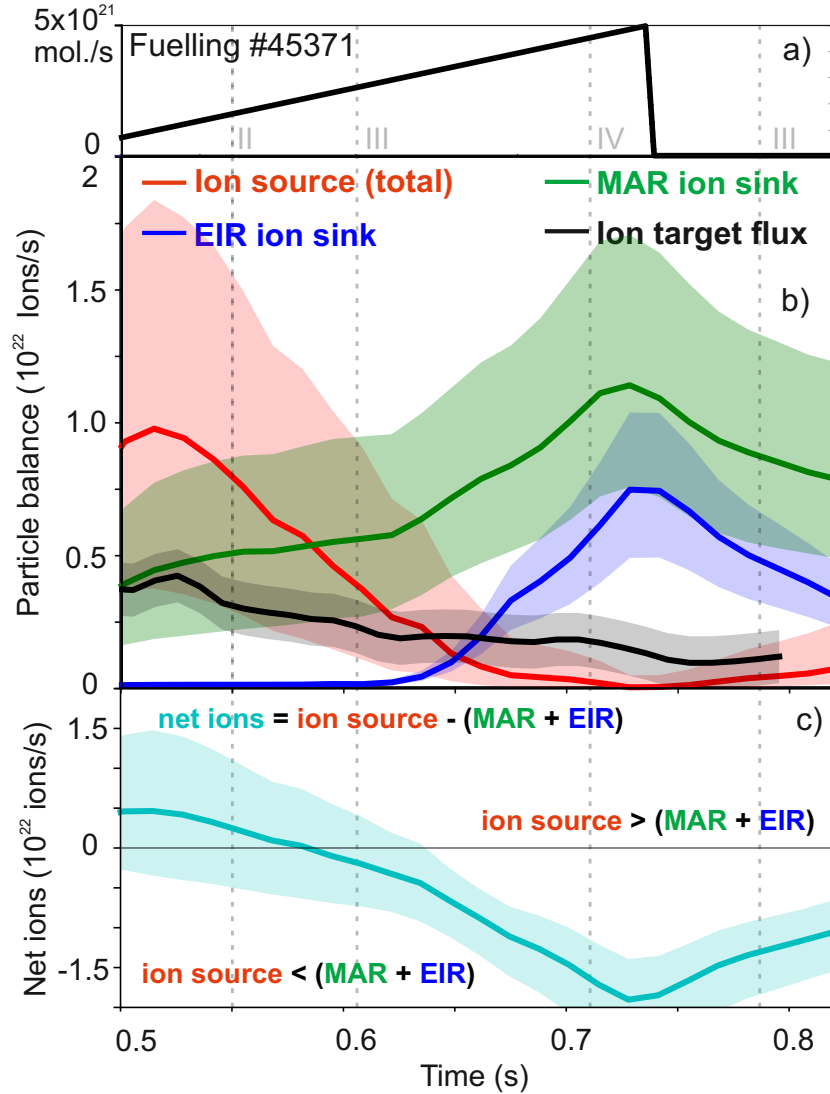 5x10²¹
mol./s
Fuelling #45371
a)
0
II
III
IV
III
2
Ion source (total)
MAR ion sink
EIR ion sink
Ion target flux
1.5
b)
1.0
0.5
0
Particle balance (10²² Ions/s)
net ions = ion source - (MAR + EIR)
c)
1.5
ion source > (MAR + EIR)
0
ion source < (MAR + EIR)
-1.5
Net ions (10²² ions/s)
0.5
0.6
0.7
0.8
Time (s)